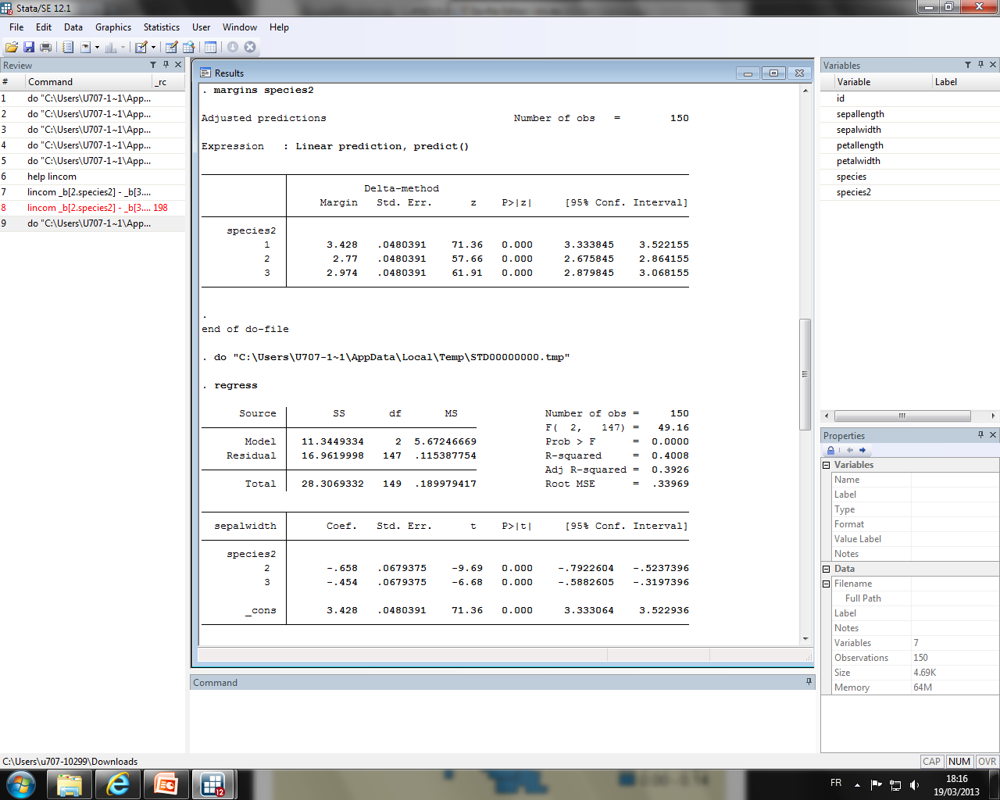 Stata/SE 12.1
File Edit Data Graphics Statistics User Window Help
Review
# Command _rc
1 do "C:\Users\U707-1~1\App...
2 do "C:\Users\U707-1~1\App...
3 do "C:\Users\U707-1~1\App...
4 do "C:\Users\U707-1~1\App...
5 do "C:\Users\U707-1~1\App...
6 help lincom
7 lincom _b[2.species2] - _b[3....
8 lincom _b[2.species2] - _b[3.... 198
9 do "C:\Users\U707-1~1\App...
Results
. margins species2
Adjusted predictions Number of obs = 150
Expression : Linear prediction, predict()
Delta-method
Margin Std. Err. z P>|z| [95% Conf. Interval]
species2
1 3.428 .0480391 71.36 0.000 3.333845 3.522155
2 2.77 .0480391 57.66 0.000 2.675845 2.864155
3 2.974 .0480391 61.91 0.000 2.879845 3.068155
.
end of do-file
. do "C:\Users\U707-1~1\AppData\Local\Temp\STD00000000.tmp"
. regress
Source SS df MS Number of obs = 150
F( 2, 147) = 49.16
Model 11.3449334 2 5.67246669 Prob > F = 0.0000
Residual 16.9619998 147 .115387754 R-squared = 0.4008
Adj R-squared = 0.3926
Total 28.3069332 149 .189979417 Root MSE = .33969
sepalwidth Coef. Std. Err. t P>|t| [95% Conf. Interval]
species2
2 -.658 .0679375 -9.69 0.000 -.7922604 -.5237396
3 -.454 .0679375 -6.68 0.000 -.5882605 -.3197396
_cons 3.428 .0480391 71.36 0.000 3.333064 3.522936
Command
Variables
Variable Label
id
sepallength
sepalwidth
petallength
petalwidth
species
species2
Properties
Variables
Name
Label
Type
Format
Value Label
Notes
Data
Filename
Full Path
Label
Notes
Variables 7
Observations 150
Size 4.69K
Memory 64M
C:\Users\u707-10299\Downloads
CAP NUM OVR
12
FR
18:16
19/03/2013